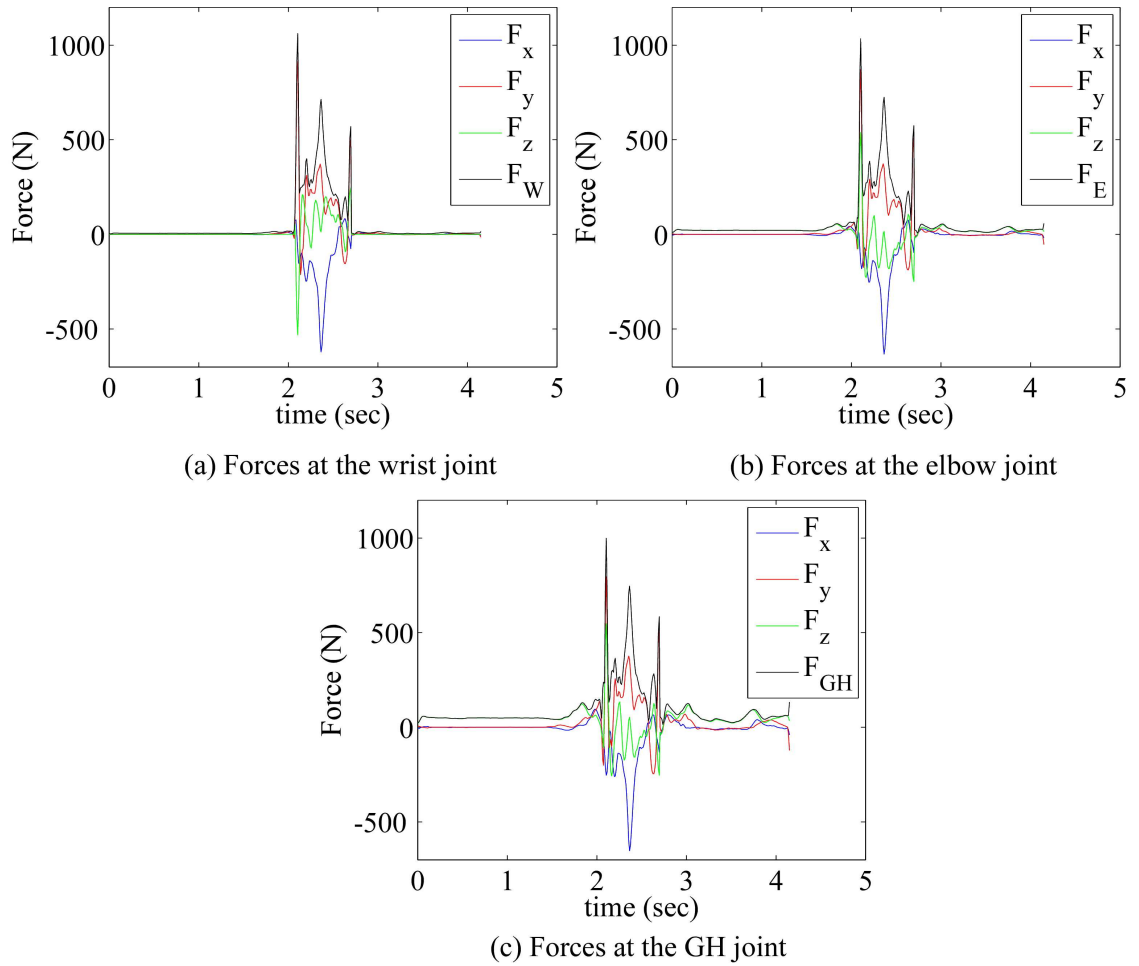 1000
500
0
-500
Force (N)
F_x
F_y
F_z
F_W
0 1 2 3 4 5
time (sec)
(a) Forces at the wrist joint
1000
500
0
-500
Force (N)
F_x
F_y
F_z
F_E
0 1 2 3 4 5
time (sec)
(b) Forces at the elbow joint
1000
500
0
-500
Force (N)
F_x
F_y
F_z
F_GH
0 1 2 3 4 5
time (sec)
(c) Forces at the GH joint